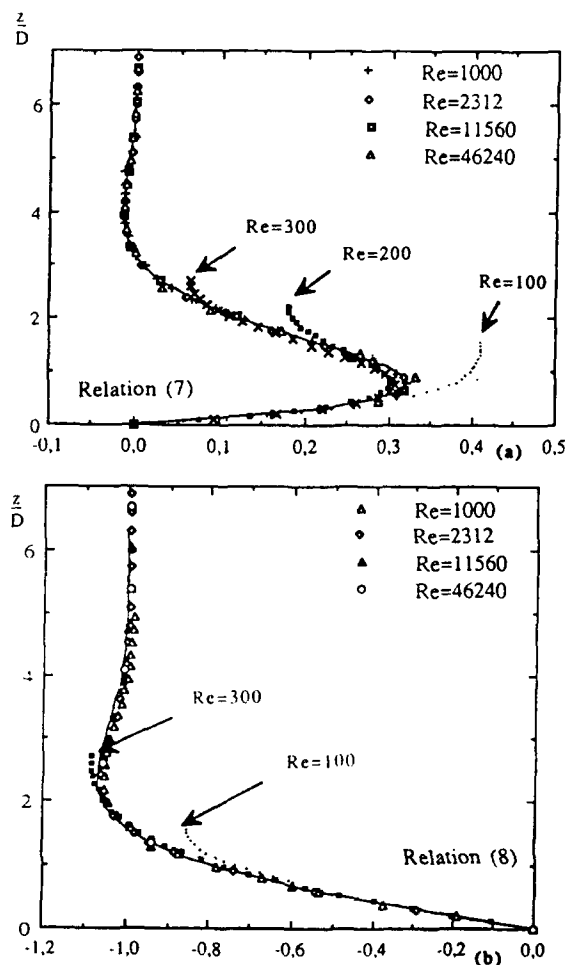 z
D
6
4
2
0
+ Re=1000
Re=2312
Re=11560
Re=46240
Re=300
Re=200
Re=100
Relation (7)
-0,1 0,0 0,1 0,2 0,3 0,4 0,5
(a)
z
D
6
4
2
0
Re=1000
Re=2312
Re=11560
Re=46240
Re=300
Re=100
Relation (8)
-1,2 -1,0 -0,8 -0,6 -0,4 -0,2 0,0
(b)